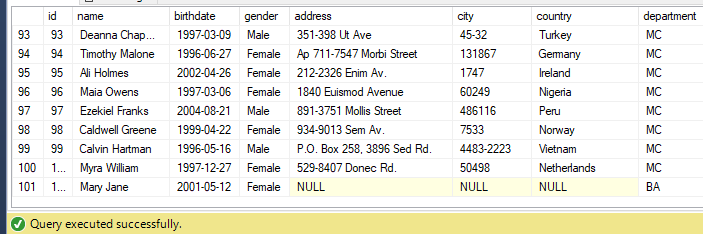 id name birthdate gender address city country department
93 93 Deanna Chap... 1997-03-09 Male 351-398 Ut Ave 45-32 Turkey MC
94 94 Timothy Malone 1996-06-27 Female Ap 711-7547 Morbi Street 131867 Germany MC
95 95 Ali Holmes 2002-04-26 Female 212-2326 Enim Av. 1747 Ireland MC
96 96 Maia Owens 1997-03-06 Female 1840 Euismod Avenue 60249 Nigeria MC
97 97 Ezekiel Franks 2004-08-21 Male 891-3751 Mollis Street 486116 Peru MC
98 98 Caldwell Greene 1999-04-22 Female 934-9013 Sem Av. 7533 Norway MC
99 99 Calvin Hartman 1996-05-16 Male P.O. Box 258, 3896 Sed Rd. 4483-2223 Vietnam MC
100 1... Myra William 1997-12-27 Female 529-8407 Donec Rd. 50498 Netherlands MC
101 1... Mary Jane 2001-05-12 Female NULL NULL NULL BA
Query executed successfully.